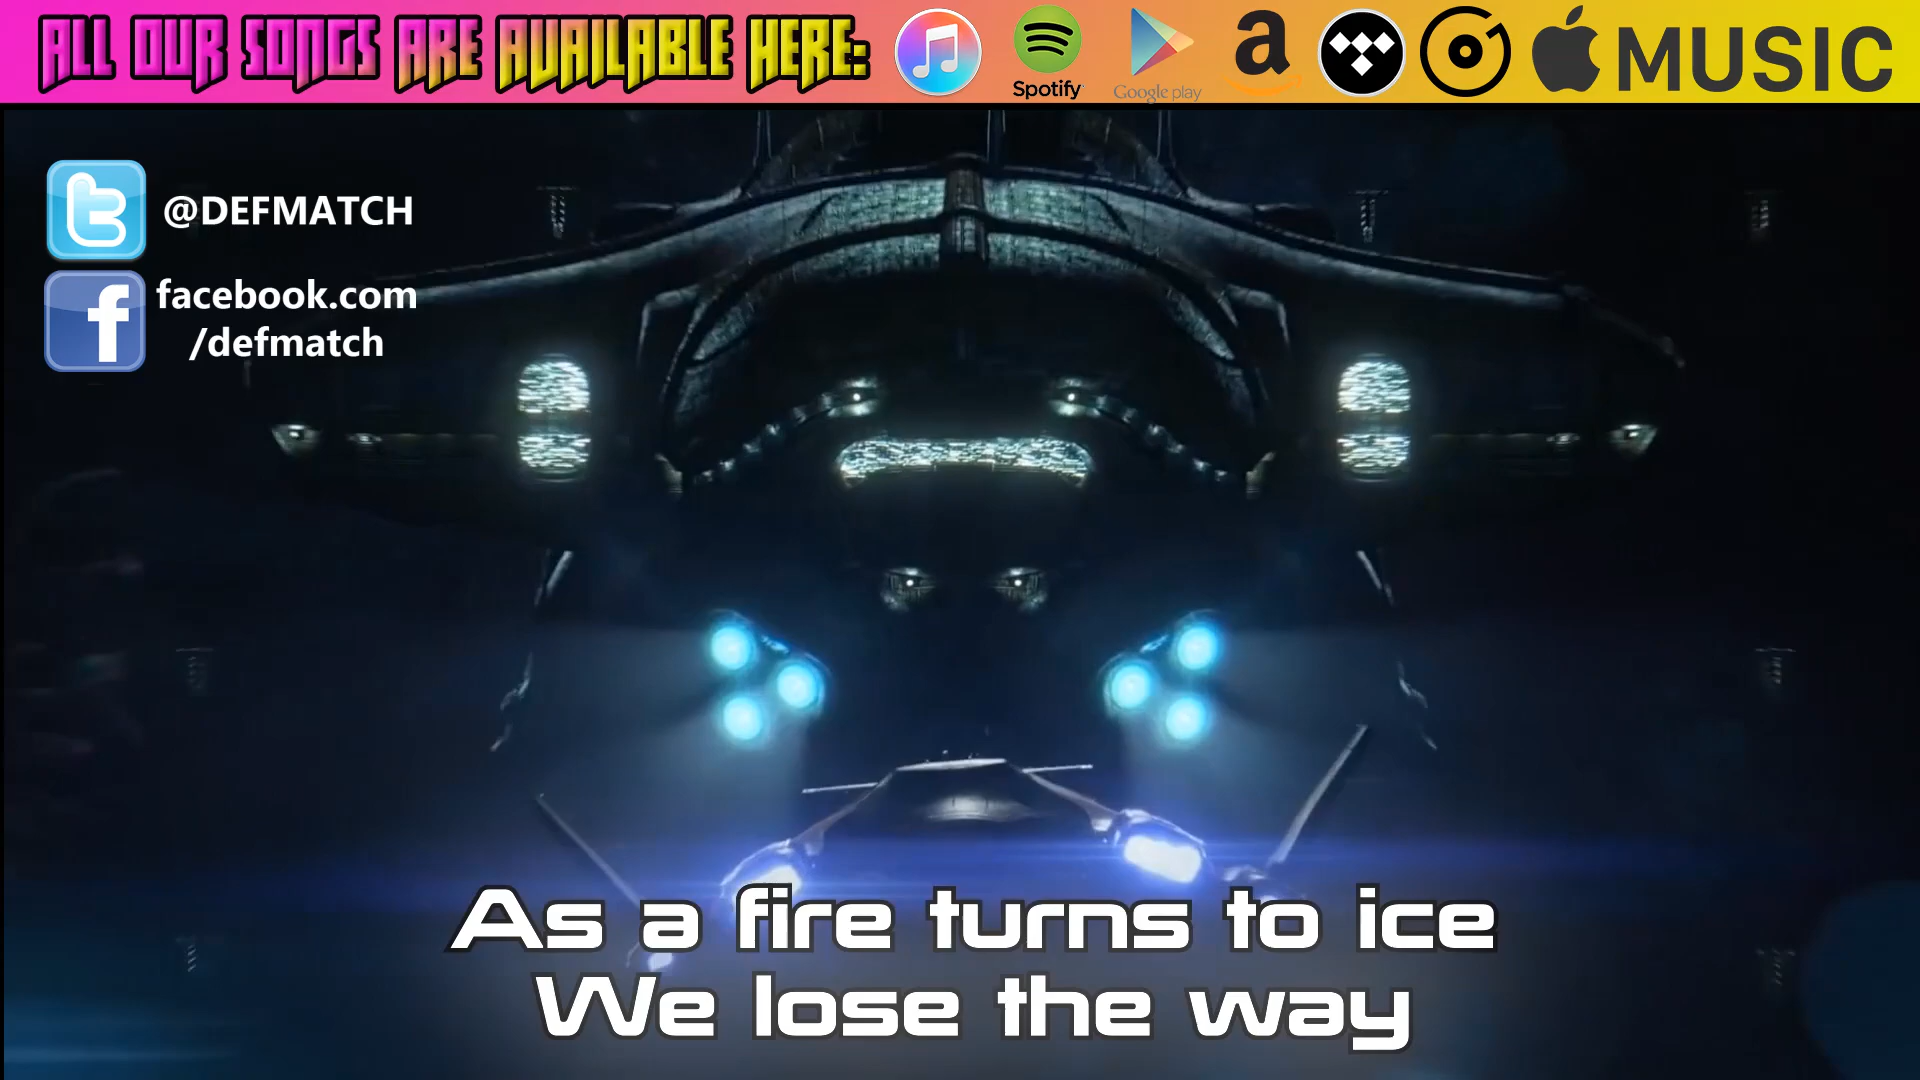 ALL OUR SONGS ARE AVAILABLE HERE:
Spotify
Google play
a
MUSIC
@DEFMATCH
facebook.com
/defmatch
As a fire turns to ice
We lose the way